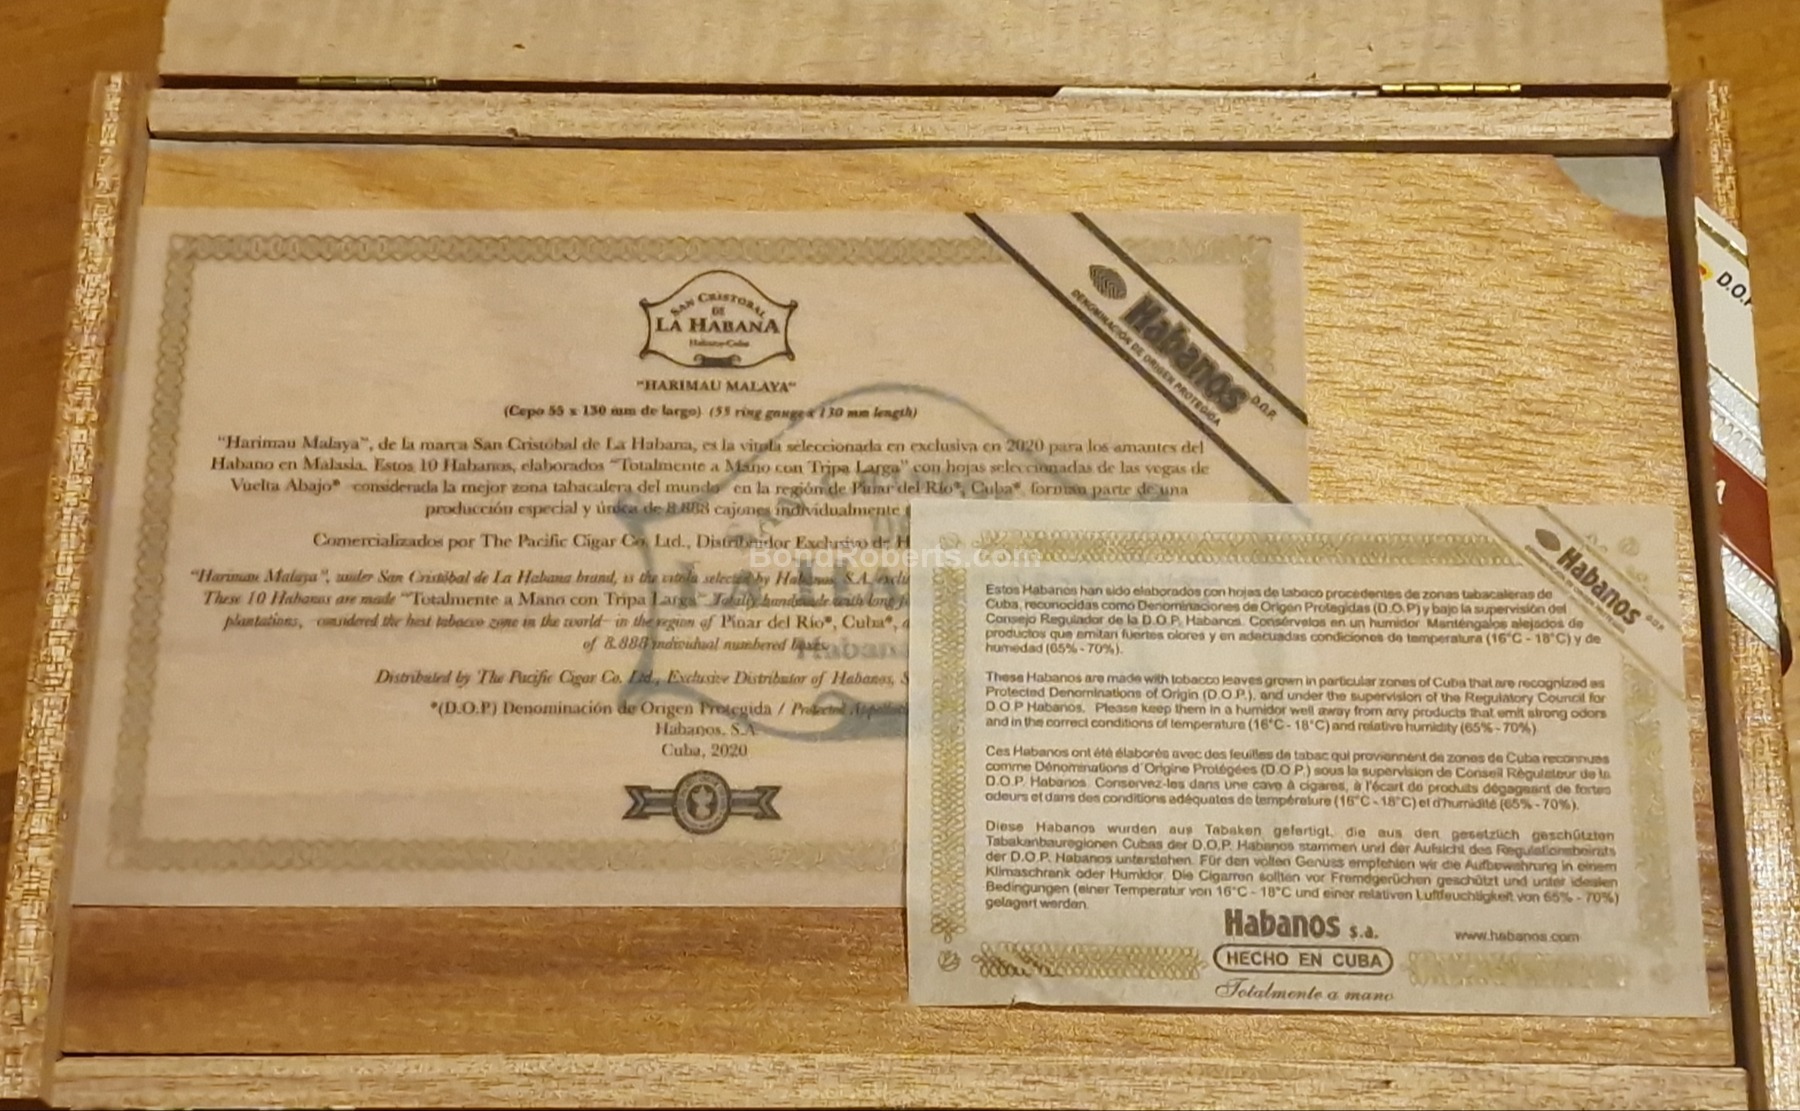 SAN CRISTOBAL
DE
LA HABANA
Habana-Cuba
"HARIMAU MALAYA"
(Cepo 55 x 130 mm de largo) (55 ring gauge x 130 mm length)
"Harimau Malaya", de la marca San Cristóbal de La Habana, es la vitola seleccionada en exclusiva en 2020 para los amantes del
Habano en Malasia. Estos 10 Habanos, elaborados "Totalmente a Mano con Tripa Larga" con hojas seleccionadas de las vegas de
Vuelta Abajo* -considerada la mejor zona tabacalera del mundo- en la región de Pinar del Río*, Cuba*, forman parte de una
producción especial y única de 8.888 cajones individualmente
Comercializados por The Pacific Cigar Co. Ltd., Distribuidor Exclusivo de H
"Harimau Malaya", under San Cristóbal de La Habana brand, is the vitola selected by Habanos, S.A. exclu
These 10 Habanos are made "Totalmente a Mano con Tripa Larga" Totally handmade with long f
plantations, -considered the best tobacco zone in the world- in the region of Pinar del Río*, Cuba*,
of 8.888 individual numbered boxes.
Distributed by The Pacific Cigar Co. Ltd., Exclusive Distributor of Habanos, S
*(D.O.P) Denominación de Origen Protegida / Protected Appellati
Habanos, S.A.
Cuba, 2020
Habanos
DENOMINACIÓN DE ORIGEN PROTEGIDA
D.O.P.
BondRoberts.com
D.O.P
Habanos
D.O.P.
Estos Habanos han sido elaborados con hojas de tabaco procedentes de zonas tabacaleras de
Cuba, reconocidas como Denominaciones de Origen Protegidas (D.O.P) y bajo la supervisión del
Consejo Regulador de la D.O.P. Habanos. Consérvelos en un humidor. Manténgalos alejados de
productos que emitan fuertes olores y en adecuadas condiciones de temperatura (16°C - 18°C) y de
humedad (65% - 70%).
These Habanos are made with tobacco leaves grown in particular zones of Cuba that are recognized as
Protected Denominations of Origin (D.O.P.), and under the supervision of the Regulatory Council for
D.O.P Habanos. Please keep them in a humidor well away from any products that emit strong odors
and in the correct conditions of temperature (16°C - 18°C) and relative humidity (65% - 70%).
Ces Habanos ont été élaborés avec des feuilles de tabac qui proviennent de zones de Cuba reconnues
comme Dénominations d'Origine Protégées (D.O.P.) sous la supervision de Conseil Régulateur de la
D.O.P. Habanos. Conservez-les dans une cave à cigares, à l'écart de produits dégageant de fortes
odeurs et dans des conditions adéquates de température (16°C - 18°C) et d'humidité (65% - 70%).
Diese Habanos wurden aus Tabaken gefertigt, die aus den gesetzlich geschützten
Tabakanbauregionen Cubas der D.O.P. Habanos stammen und der Aufsicht des Regulationsbeirats
der D.O.P. Habanos unterstehen. Für den vollen Genuss empfehlen wir die Aufbewahrung in einem
Klimaschrank oder Humidor. Die Cigarren sollten vor Fremdgerüchen geschützt und unter idealen
Bedingungen (einer Temperatur von 16°C - 18°C und einer relativen Luftfeuchtigkeit von 65% - 70%)
gelagert werden.
Habanos s.a.
www.habanos.com
HECHO EN CUBA
Totalmente a mano